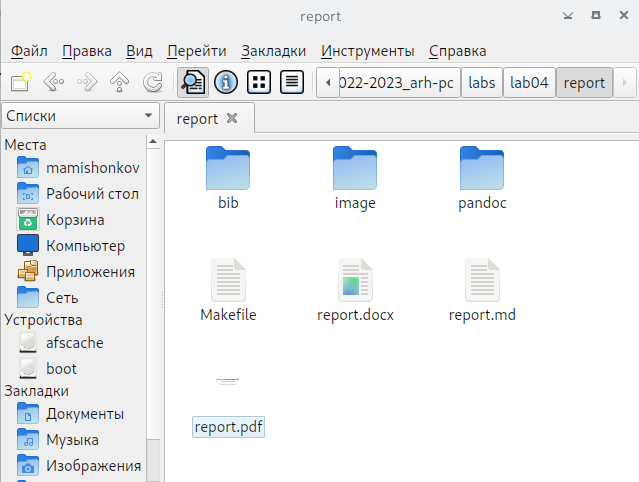 report
Файл Правка Вид Перейти Закладки Инструменты Справка
022-2023_arh-pc labs lab04 report
Списки
report
Места
mamishonkov
Рабочий стол
Корзина
Компьютер
Приложения
Сеть
Устройства
afscache
boot
Закладки
Документы
Музыка
Изображения
bib image pandoc
Makefile report.docx report.md
report.pdf